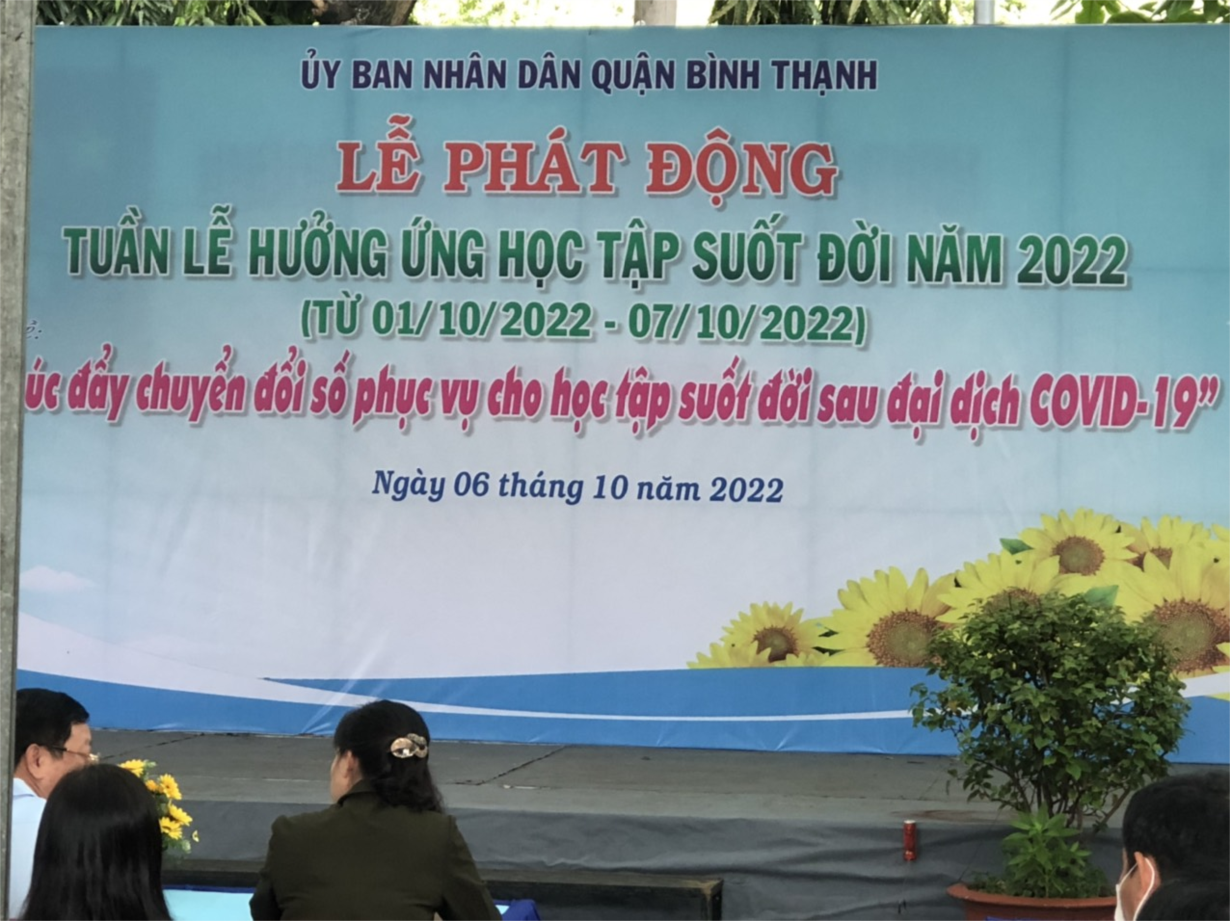 ỦY BAN NHÂN DÂN QUẬN BÌNH THẠNH
LỄ PHÁT ĐỘNG
TUẦN LỄ HƯỞNG ỨNG HỌC TẬP SUỐT ĐỜI NĂM 2022
(TỪ 01/10/2022 - 07/10/2022)
đẩy chuyển đổi số phục vụ cho học tập suốt đời sau đại dịch COVID-19”
Ngày 06 tháng 10 năm 2022